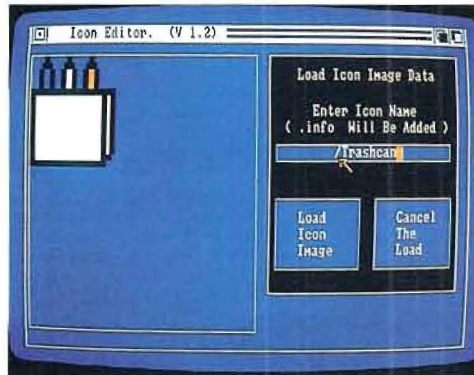 Icon Editor. (V 1.2)
Load Icon Image Data
Enter Icon Name
( .info Will Be Added )
/Trashcan
Load
Icon
Image
Cancel
The
Load